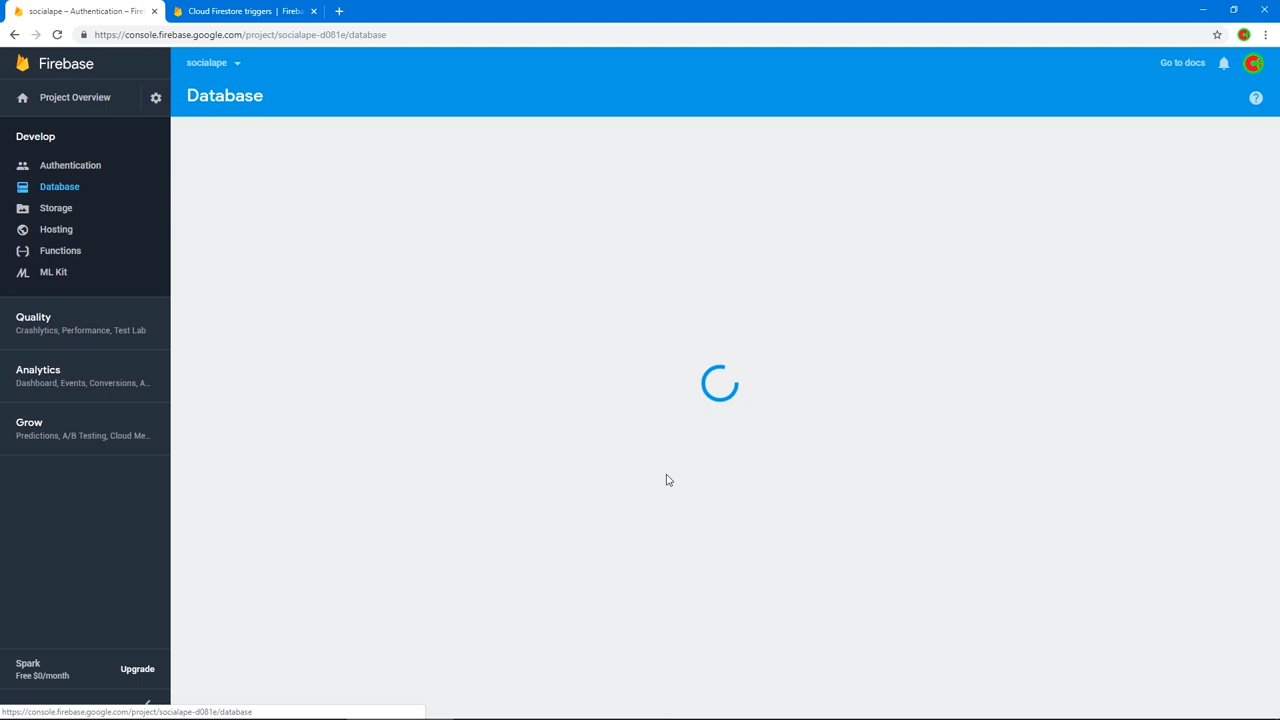 socialape – Authentication – Fire
Cloud Firestore triggers | Fireba
https://console.firebase.google.com/project/socialape-d081e/database
Firebase
socialape
Go to docs
Project Overview
Database
Develop
Authentication
Database
Storage
Hosting
Functions
ML Kit
Quality
Crashlytics, Performance, Test Lab
Analytics
Dashboard, Events, Conversions, A...
Grow
Predictions, A/B Testing, Cloud Me...
Spark
Free $0/month
Upgrade
https://console.firebase.google.com/project/socialape-d081e/database